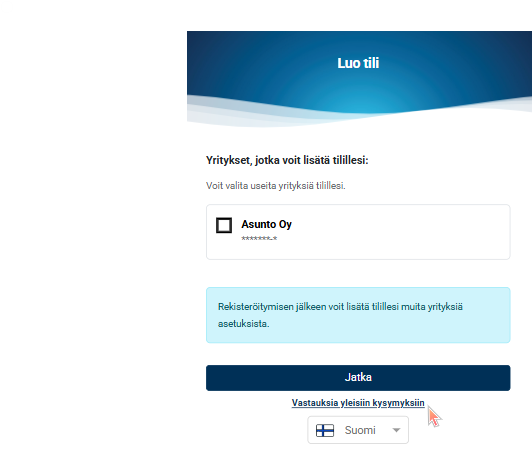 Luo tili
Yritykset, jotka voit lisätä tilillesi:
Voit valita useita yrityksiä tilillesi.
Asunto Oy
*******-*
Rekisteröitymisen jälkeen voit lisätä tilillesi muita yrityksiä
asetuksista.
Jatka
Vastauksia yleisiin kysymyksiin
Suomi